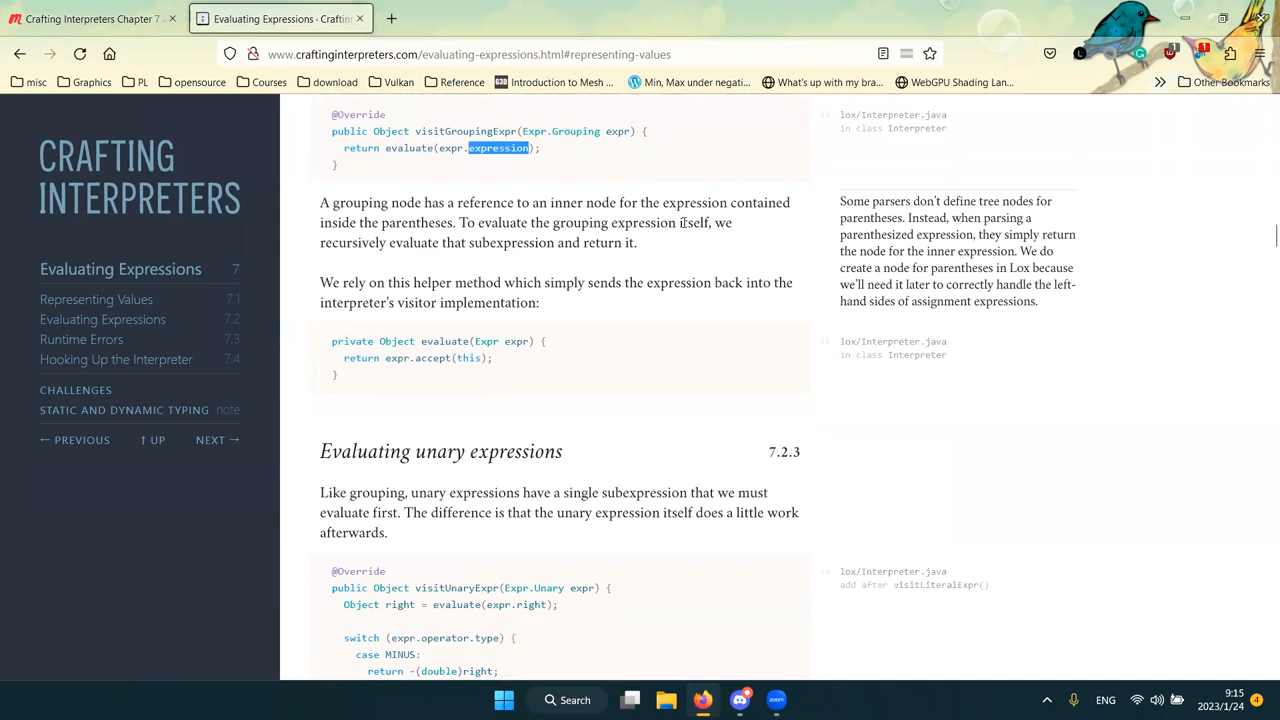 Crafting Interpreters Chapter 7
Evaluating Expressions · Crafting
www.craftinginterpreters.com/evaluating-expressions.html#representing-values
misc
Graphics
PL
opensource
Courses
download
Vulkan
Reference
Introduction to Mesh ...
Min, Max under negati...
What's up with my bra...
WebGPU Shading Lan...
Other Bookmarks
CRAFTING
INTERPRETERS
Evaluating Expressions 7
Representing Values 7.1
Evaluating Expressions 7.2
Runtime Errors 7.3
Hooking Up the Interpreter 7.4
CHALLENGES
STATIC AND DYNAMIC TYPING note
← PREVIOUS ↑ UP NEXT →
@Override
public Object visitGroupingExpr(Expr.Grouping expr) {
return evaluate(expr.expression);
}
lox/Interpreter.java
in class Interpreter
A grouping node has a reference to an inner node for the expression contained
inside the parentheses. To evaluate the grouping expression itself, we
recursively evaluate that subexpression and return it.
Some parsers don't define tree nodes for
parentheses. Instead, when parsing a
parenthesized expression, they simply return
the node for the inner expression. We do
create a node for parentheses in Lox because
we'll need it later to correctly handle the left-
hand sides of assignment expressions.
We rely on this helper method which simply sends the expression back into the
interpreter's visitor implementation:
private Object evaluate(Expr expr) {
return expr.accept(this);
}
lox/Interpreter.java
in class Interpreter
Evaluating unary expressions 7.2.3
Like grouping, unary expressions have a single subexpression that we must
evaluate first. The difference is that the unary expression itself does a little work
afterwards.
@Override
public Object visitUnaryExpr(Expr.Unary expr) {
Object right = evaluate(expr.right);
switch (expr.operator.type) {
case MINUS:
return -(double)right;
lox/Interpreter.java
add after visitLiteralExpr()
Search
ENG
9:15
2023/1/24
4